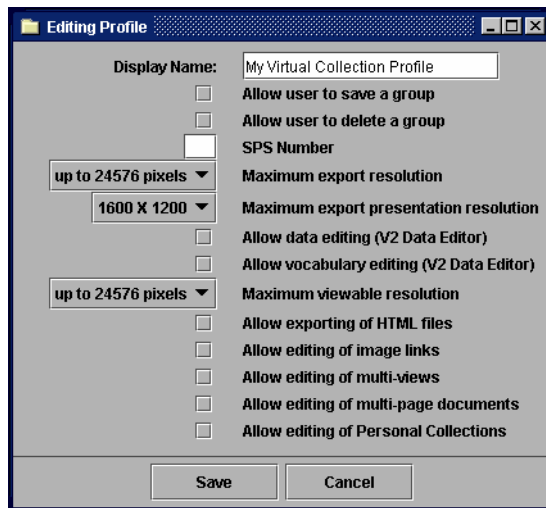 Editing Profile
Display Name: My Virtual Collection Profile
Allow user to save a group
Allow user to delete a group
SPS Number
up to 24576 pixels Maximum export resolution
1600 X 1200 Maximum export presentation resolution
Allow data editing (V2 Data Editor)
Allow vocabulary editing (V2 Data Editor)
up to 24576 pixels Maximum viewable resolution
Allow exporting of HTML files
Allow editing of image links
Allow editing of multi-views
Allow editing of multi-page documents
Allow editing of Personal Collections
Save Cancel